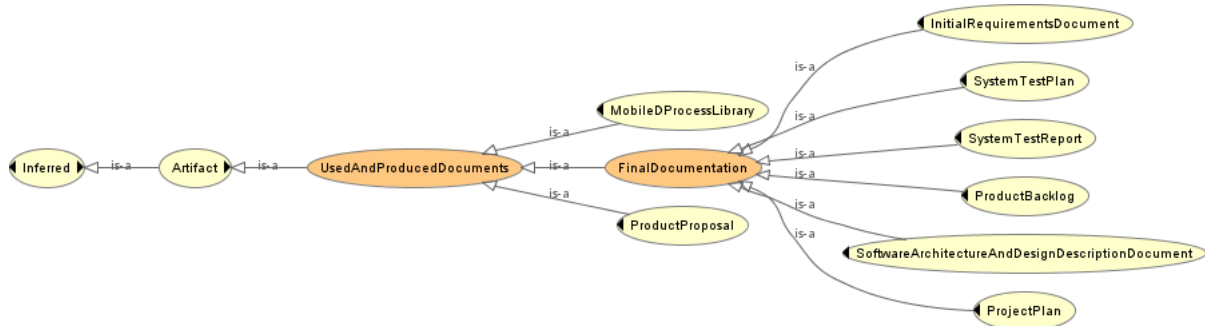 InitialRequirementsDocument
is-a
SystemTestPlan
MobileDProcessLibrary
is-a
is-a
SystemTestReport
is-a
Inferred
is-a
Artifact
is-a
UsedAndProducedDocuments
is-a
FinalDocumentation
is-a
is-a
ProductBacklog
ProductProposal
is-a
is-a
SoftwareArchitectureAndDesignDescriptionDocument
ProjectPlan